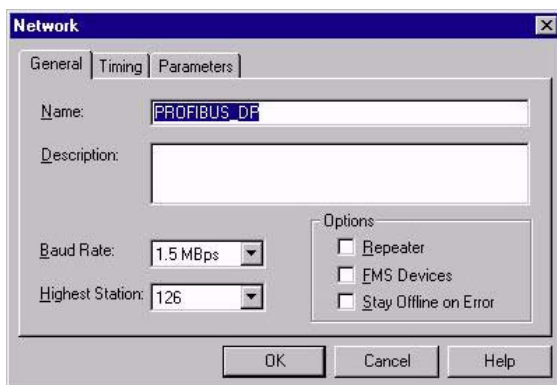 Network
General Timing Parameters
Name: PROFIBUS_DP
Description:
Options
Baud Rate: 1.5 MBps
Repeater
FMS Devices
Highest Station: 126
Stay Offline on Error
OK Cancel Help